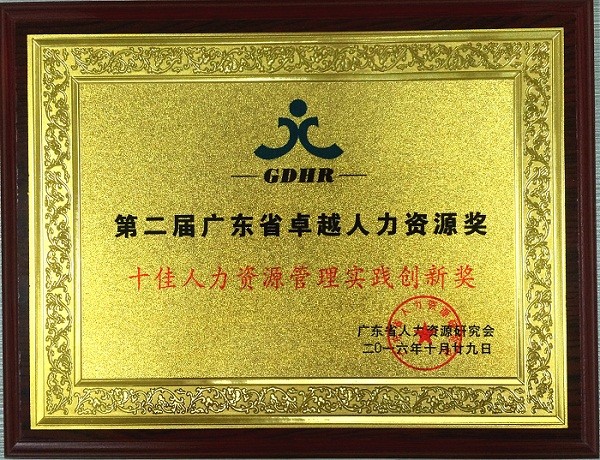 GDHR
第二届广东省卓越人力资源奖
十佳人力资源管理实践创新奖
广东省人力资源研究会
二〇一六年十月廿九日